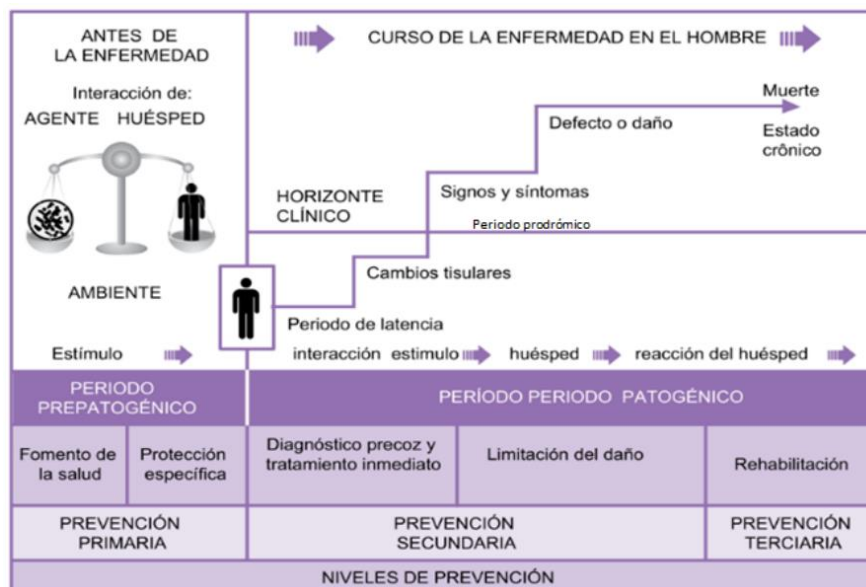 ANTES DE
LA ENFERMEDAD
Interacción de:
AGENTE HUÉSPED
AMBIENTE
Estímulo
CURSO DE LA ENFERMEDAD EN EL HOMBRE
Muerte
Estado
crônico
Defecto o daño
Signos y síntomas
HORIZONTE
CLÍNICO
Periodo prodrómico
Cambios tisulares
Periodo de latencia
interacción estimulo
huésped
reacción del huésped
PERIODO
PREPATOGÉNICO
PERÍODO PERIODO PATOGÉNICO
Fomento de
la salud
Protección
específica
Diagnóstico precoz y
tratamiento inmediato
Limitación del daño
Rehabilitación
PREVENCIÓN
PRIMARIA
PREVENCIÓN
SECUNDARIA
PREVENCIÓN
TERCIARIA
NIVELES DE PREVENCIÓN